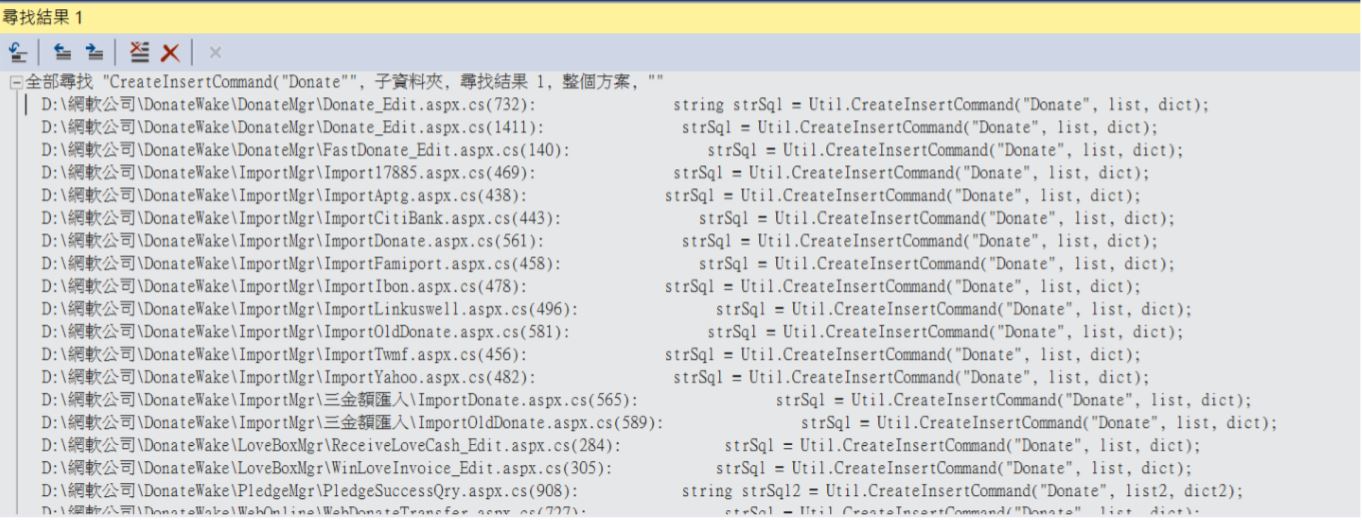 尋找結果 1
全部尋找 "CreateInsertCommand("Donate"", 子資料夾, 尋找結果 1, 整個方案, ""
D:\網軟公司\DonateWake\DonateMgr\Donate_Edit.aspx.cs(732): string strSql = Util.CreateInsertCommand("Donate", list, dict);
D:\網軟公司\DonateWake\DonateMgr\Donate_Edit.aspx.cs(1411): strSql = Util.CreateInsertCommand("Donate", list, dict);
D:\網軟公司\DonateWake\DonateMgr\FastDonate_Edit.aspx.cs(140): strSql = Util.CreateInsertCommand("Donate", list, dict);
D:\網軟公司\DonateWake\ImportMgr\Import17885.aspx.cs(469): strSql = Util.CreateInsertCommand("Donate", list, dict);
D:\網軟公司\DonateWake\ImportMgr\ImportAptg.aspx.cs(438): strSql = Util.CreateInsertCommand("Donate", list, dict);
D:\網軟公司\DonateWake\ImportMgr\ImportCitiBank.aspx.cs(443): strSql = Util.CreateInsertCommand("Donate", list, dict);
D:\網軟公司\DonateWake\ImportMgr\ImportDonate.aspx.cs(561): strSql = Util.CreateInsertCommand("Donate", list, dict);
D:\網軟公司\DonateWake\ImportMgr\ImportFamiport.aspx.cs(458): strSql = Util.CreateInsertCommand("Donate", list, dict);
D:\網軟公司\DonateWake\ImportMgr\ImportIbon.aspx.cs(478): strSql = Util.CreateInsertCommand("Donate", list, dict);
D:\網軟公司\DonateWake\ImportMgr\ImportLinkuswell.aspx.cs(496): strSql = Util.CreateInsertCommand("Donate", list, dict);
D:\網軟公司\DonateWake\ImportMgr\ImportOldDonate.aspx.cs(581): strSql = Util.CreateInsertCommand("Donate", list, dict);
D:\網軟公司\DonateWake\ImportMgr\ImportTwmf.aspx.cs(456): strSql = Util.CreateInsertCommand("Donate", list, dict);
D:\網軟公司\DonateWake\ImportMgr\ImportYahoo.aspx.cs(482): strSql = Util.CreateInsertCommand("Donate", list, dict);
D:\網軟公司\DonateWake\ImportMgr\三金額匯入\ImportDonate.aspx.cs(565): strSql = Util.CreateInsertCommand("Donate", list, dict);
D:\網軟公司\DonateWake\ImportMgr\三金額匯入\ImportOldDonate.aspx.cs(589): strSql = Util.CreateInsertCommand("Donate", list, dict);
D:\網軟公司\DonateWake\LoveBoxMgr\ReceiveLoveCash_Edit.aspx.cs(284): strSql = Util.CreateInsertCommand("Donate", list, dict);
D:\網軟公司\DonateWake\LoveBoxMgr\WinLoveInvoice_Edit.aspx.cs(305): strSql = Util.CreateInsertCommand("Donate", list, dict);
D:\網軟公司\DonateWake\PledgeMgr\PledgeSuccessQry.aspx.cs(908): string strSql2 = Util.CreateInsertCommand("Donate", list2, dict2);
D:\網軟公司\DonateWake\WebOnline\WebDonateTransfer.aspx.cs(727): strSql = Util.CreateInsertCommand("Donate", list, dict);